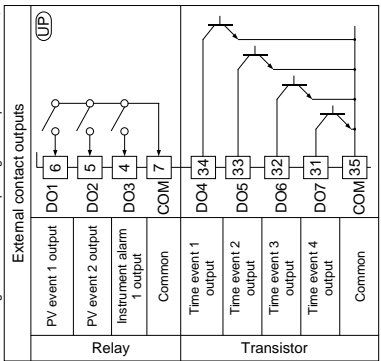 External contact outputs
UP
Relay
PV event 1 output
DO1
6
PV event 2 output
DO2
5
Instrument alarm
1 output
DO3
4
Common
COM
7
Transistor
Time event 1
output
DO4
34
Time event 2
output
DO5
33
Time event 3
output
DO6
32
Time event 4
output
DO7
31
Common
COM
35